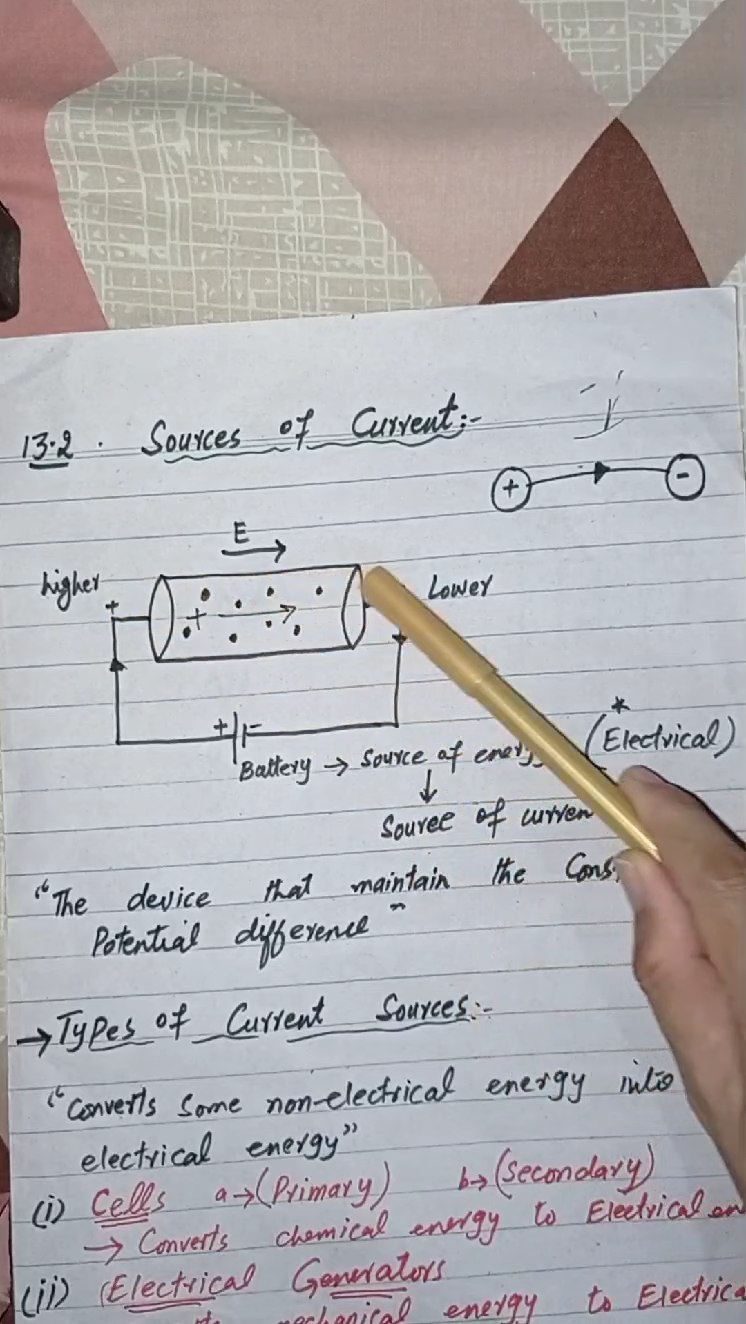 13.2 . Sources of Current:-
+ -
E
higher Lower
+ +
+ -
Battery → Source of (Electrical)
*
↓
Source of
"The device that maintain the
Potential difference"
→ Types of Current Sources:-
"Converts Some non-electrical energy into
electrical energy"
(i) Cells a→(Primary) b→(Secondary)
→ Converts chemical energy to Electrical
(ii) (Electrical Generators
energy to